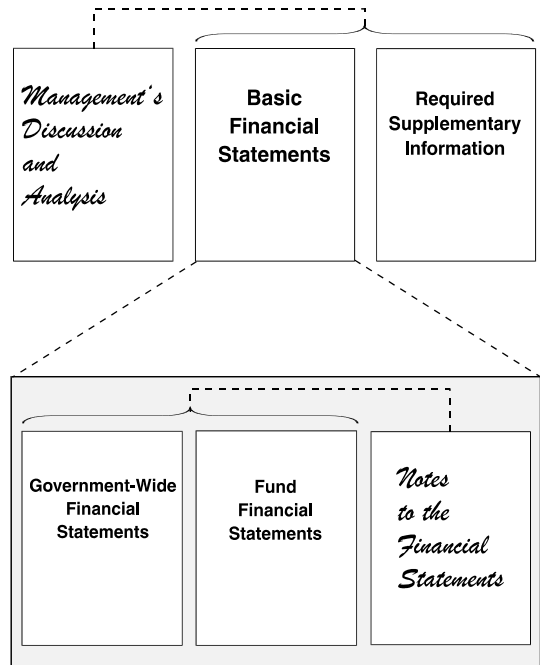 Management's
Discussion
and
Analysis
Basic
Financial
Statements
Required
Supplementary
Information
Government-Wide
Financial
Statements
Fund
Financial
Statements
Notes
to the
Financial
Statements